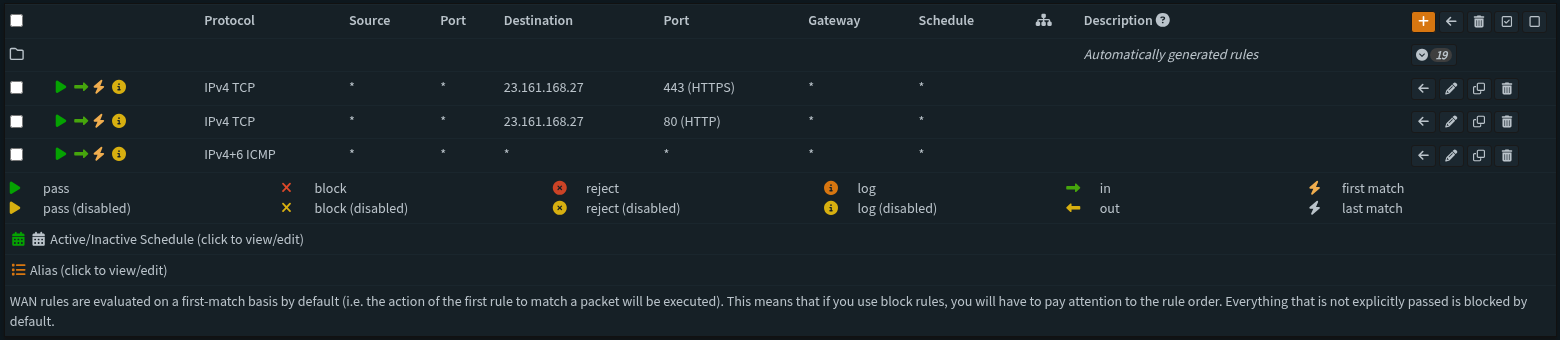 Protocol Source Port Destination Port Gateway Schedule Description
Automatically generated rules 19
IPv4 TCP * * 23.161.168.27 443 (HTTPS) * *
IPv4 TCP * * 23.161.168.27 80 (HTTP) * *
IPv4+6 ICMP * * * * * *
pass block reject log in first match
pass (disabled) block (disabled) reject (disabled) log (disabled) out last match
Active/Inactive Schedule (click to view/edit)
Alias (click to view/edit)
WAN rules are evaluated on a first-match basis by default (i.e. the action of the first rule to match a packet will be executed). This means that if you use block rules, you will have to pay attention to the rule order. Everything that is not explicitly passed is blocked by
default.